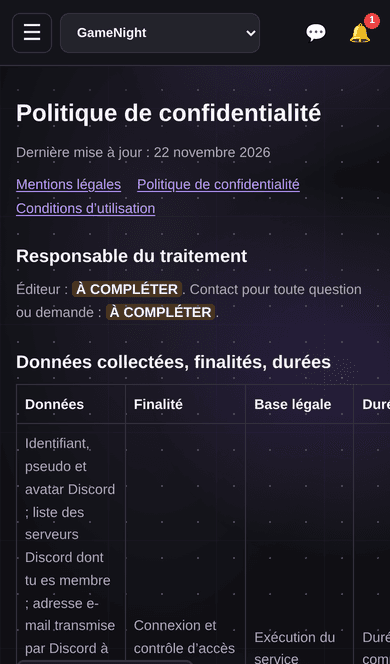 GameNight
1
Politique de confidentialité
Dernière mise à jour : 22 novembre 2026
Mentions légales Politique de confidentialité
Conditions d’utilisation
Responsable du traitement
Éditeur : À COMPLÉTER. Contact pour toute question
ou demande : À COMPLÉTER.
Données collectées, finalités, durées
Données Finalité Base légale
Identifiant,
pseudo et
avatar Discord
; liste des
serveurs
Discord dont
tu es membre
; adresse e-
mail transmise
par Discord à
Connexion et
contrôle d’accès
Exécution du
service